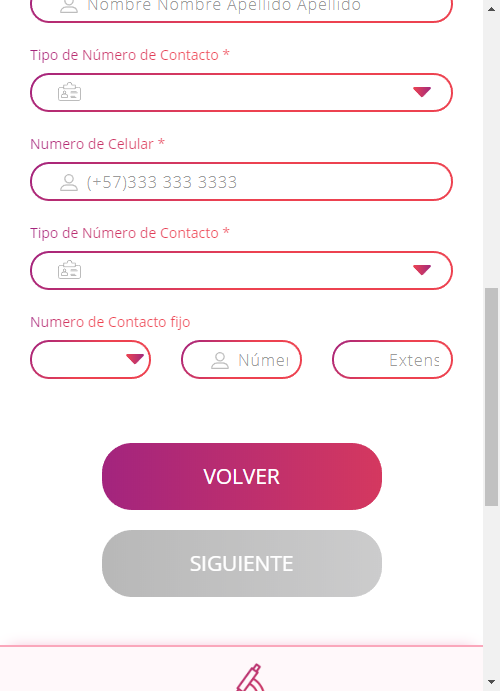 Nombre Nombre Apellido Apellido
Tipo de Número de Contacto *
Numero de Celular *
(+57)333 333 3333
Tipo de Número de Contacto *
Numero de Contacto fijo
Númer Extens
VOLVER
SIGUIENTE